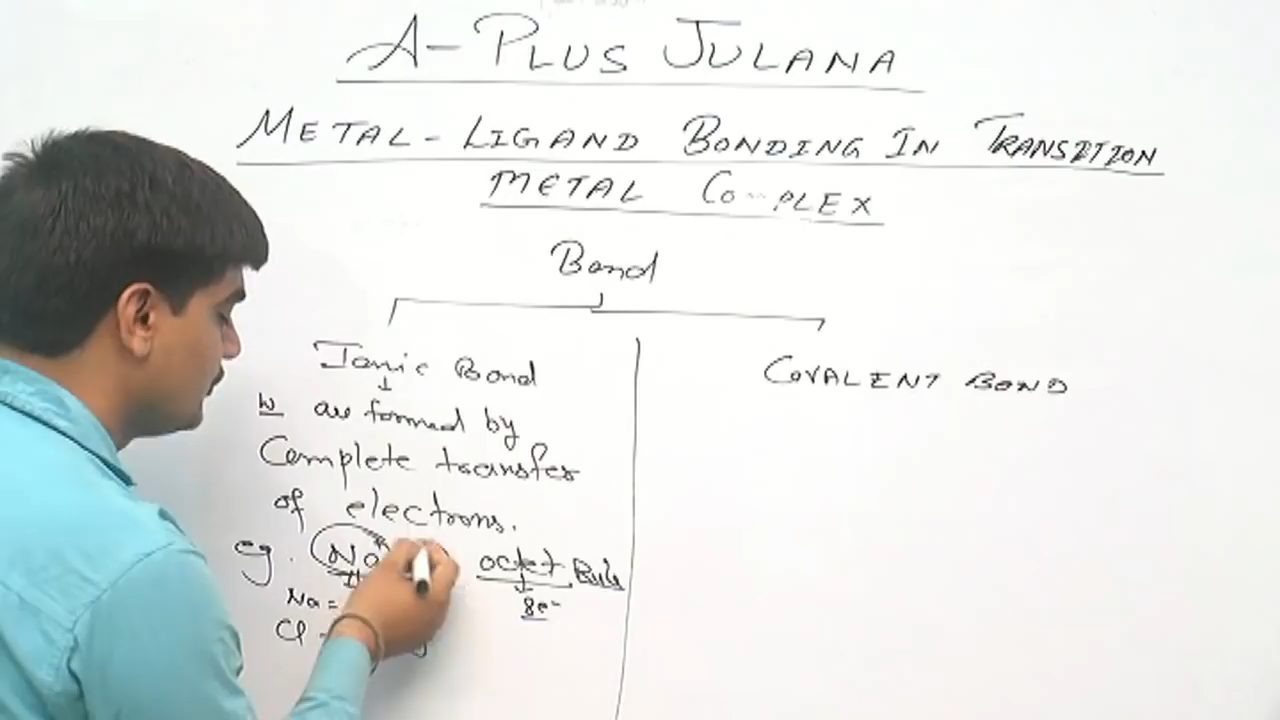 A-PLUS JULANA
METAL-LIGAND BONDING IN TRANSITION
METAL COMPLEX
Bond
Ionic Bond
COVALENT BOND
are formed by
Complete transfer
of electrons.
eg. Na
octet Rule
Na =
8e-
Cl